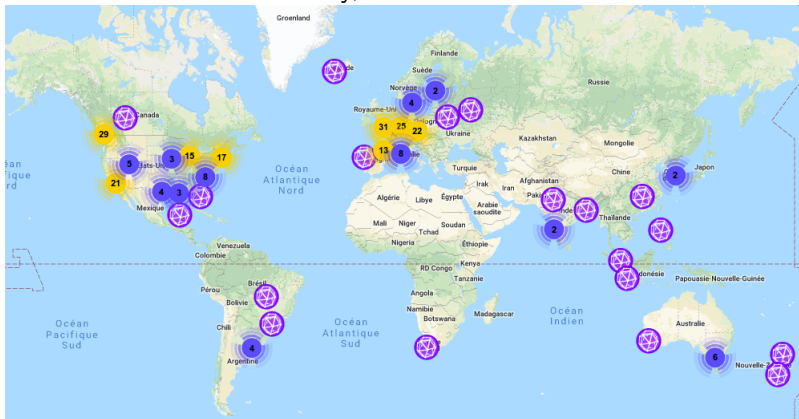 Groenland
Finlande
Suède
Russie
Norvège
2
4
Canada
Royaume-Uni
31
25
22
Ukraine
Kazakhstan
Mongolie
29
13
8
5
États-Un
3
15
17
Turquie
Chine
Japon
2
21
8
4
3
Océan
Atlantique
Nord
Irak
Iran
Afghanistan
Algérie
Libye
Égypte
Arabie
saoudite
Mexique
Mali
Niger
Tchad
Soudan
2
Thaïlande
Venezuela
Nigeria
Éthiopie
Colombie
RD Congo
Kenya
Tanzanie
Papouasie-Nouvelle-Guinée
Pérou
Brésil
Bolivie
Angola
Namibie
Botswana
Madagascar
Océan
Indien
Océan
Pacifique
Sud
Chili
Océan
Atlantique
Sud
Australie
4
Argentine
6
Nouvelle-Zé